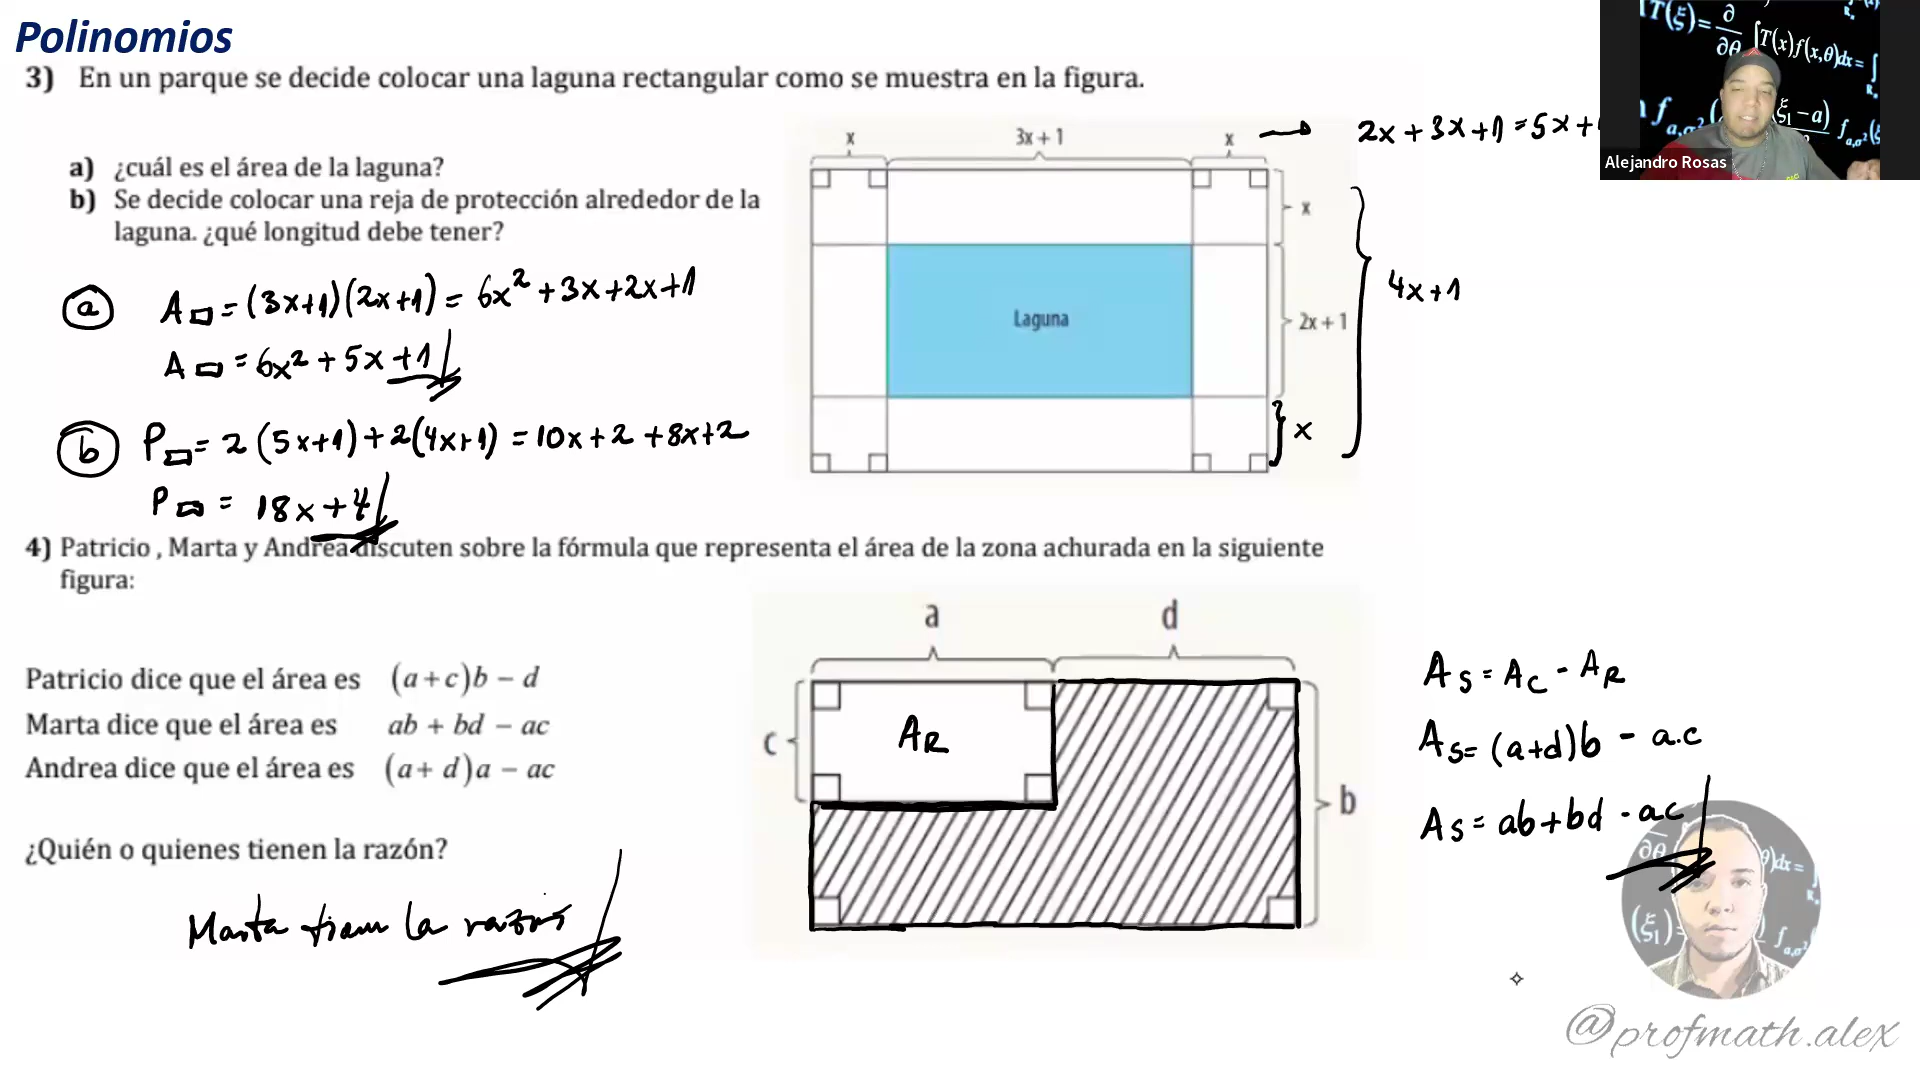 Polinomios
3) En un parque se decide colocar una laguna rectangular como se muestra en la figura.
a) ¿cuál es el área de la laguna?
b) Se decide colocar una reja de protección alrededor de la
laguna. ¿qué longitud debe tener?
x 3x + 1 x
2x + 3x + 1 = 5x +
x
2x + 1
x
4x+1
Laguna
Alejandro Rosas
a A▭ = (3x+1)(2x+1) = 6x² + 3x + 2x + 1
A▭ = 6x² + 5x + 1
b P▭ = 2(5x+1) + 2(4x+1) = 10x + 2 + 8x + 2
P▭ = 18x + 4
4) Patricio , Marta y Andrea discuten sobre la fórmula que representa el área de la zona achurada en la siguiente
figura:
Patricio dice que el área es (a + c)b − d
Marta dice que el área es ab + bd − ac
Andrea dice que el área es (a + d)a − ac
¿Quién o quienes tienen la razón?
Marta tiene la razón
a d
c
b
AR
As = Ac - AR
As = (a+d)b - a.c
As = ab + bd - ac
@profmath.alex